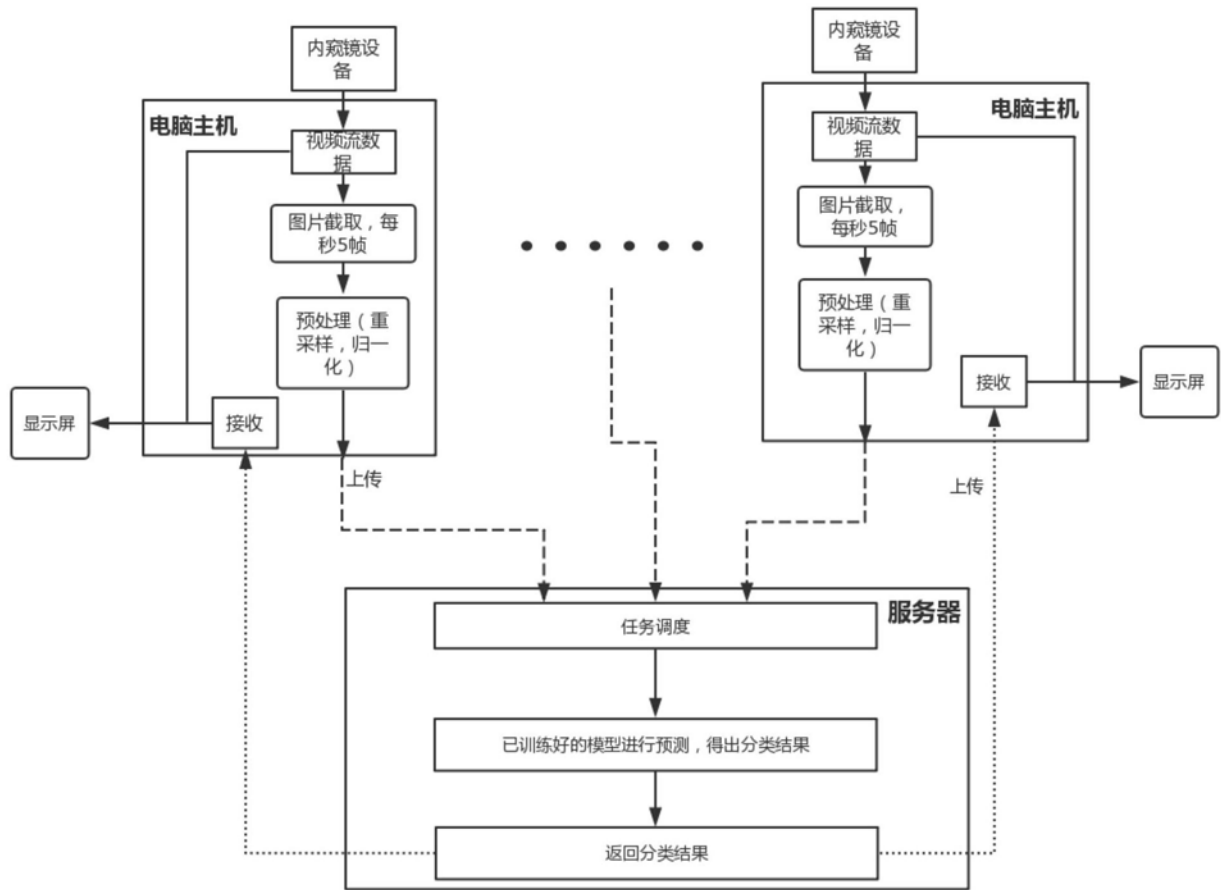 内窥镜设
备
电脑主机
视频流数
据
图片截取，每
秒5帧
预处理（重
采样，归一
化）
显示屏
接收
上传
内窥镜设
备
电脑主机
视频流数
据
图片截取，
每秒5帧
预处理（重
采样，归一
化）
接收
显示屏
上传
服务器
任务调度
已训练好的模型进行预测，得出分类结果
返回分类结果